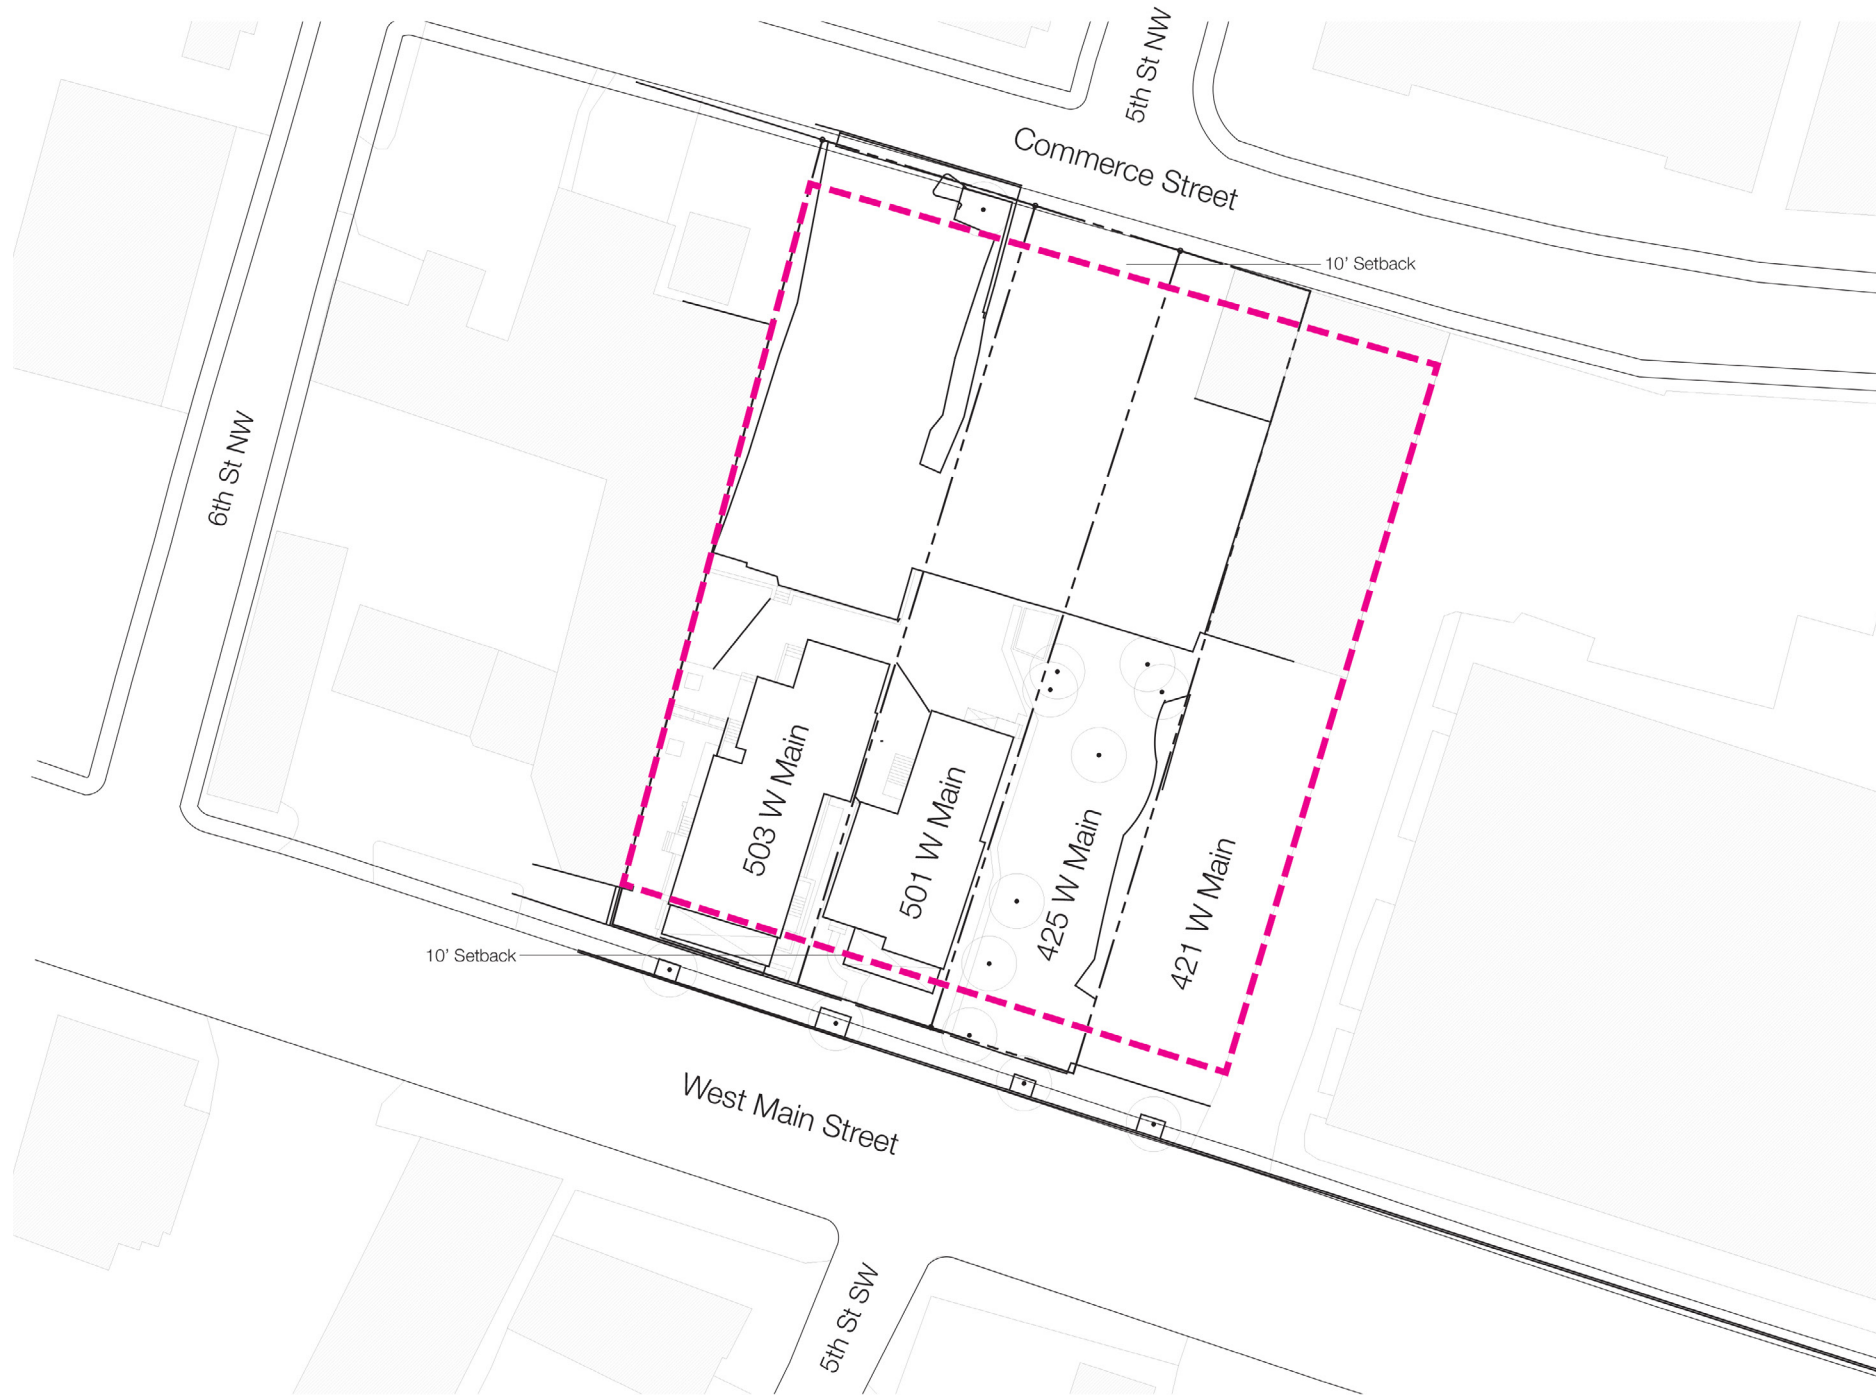 5th St NW
Commerce Street
10’ Setback
6th St NW
503 W Main
501 W Main
425 W Main
421 W Main
10’ Setback
West Main Street
5th St SW